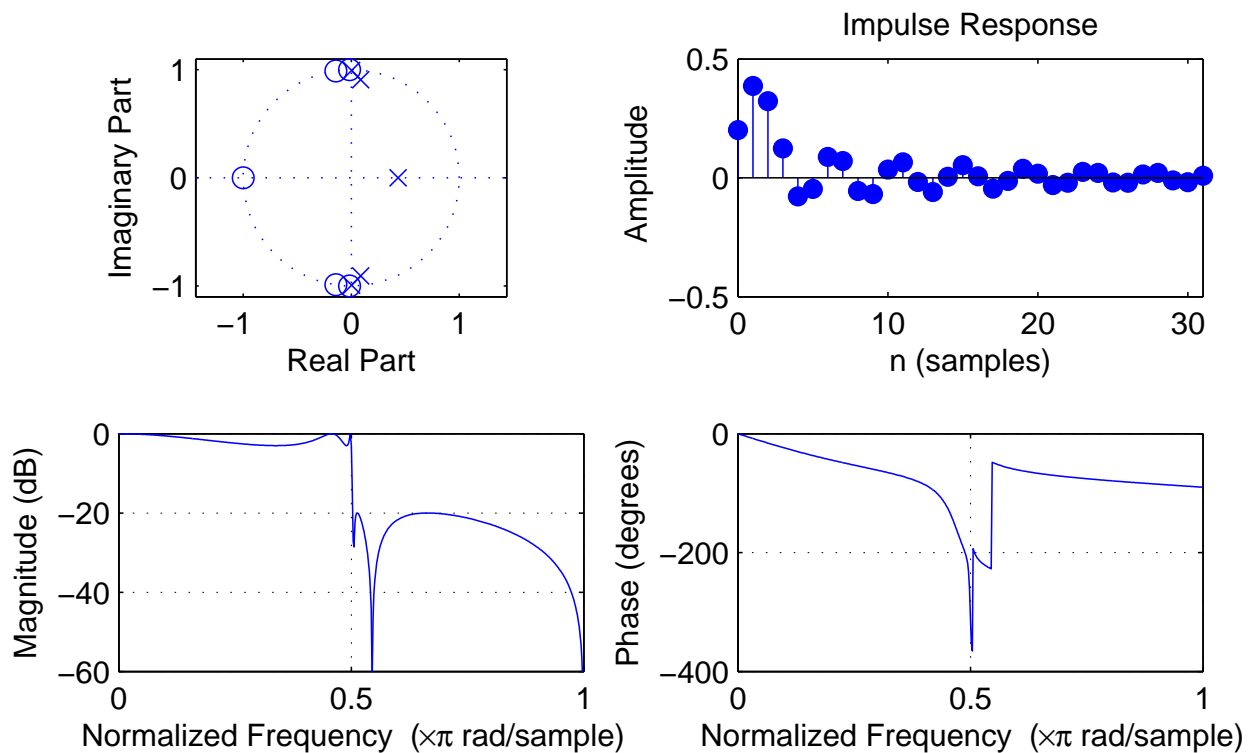 1
0
−1
Imaginary Part
−1
0
1
Real Part
Impulse Response
0.5
0
−0.5
Amplitude
0
10
20
30
n (samples)
0
−20
−40
−60
Magnitude (dB)
0
0.5
1
Normalized Frequency (×π rad/sample)
0
−200
−400
Phase (degrees)
0
0.5
1
Normalized Frequency (×π rad/sample)